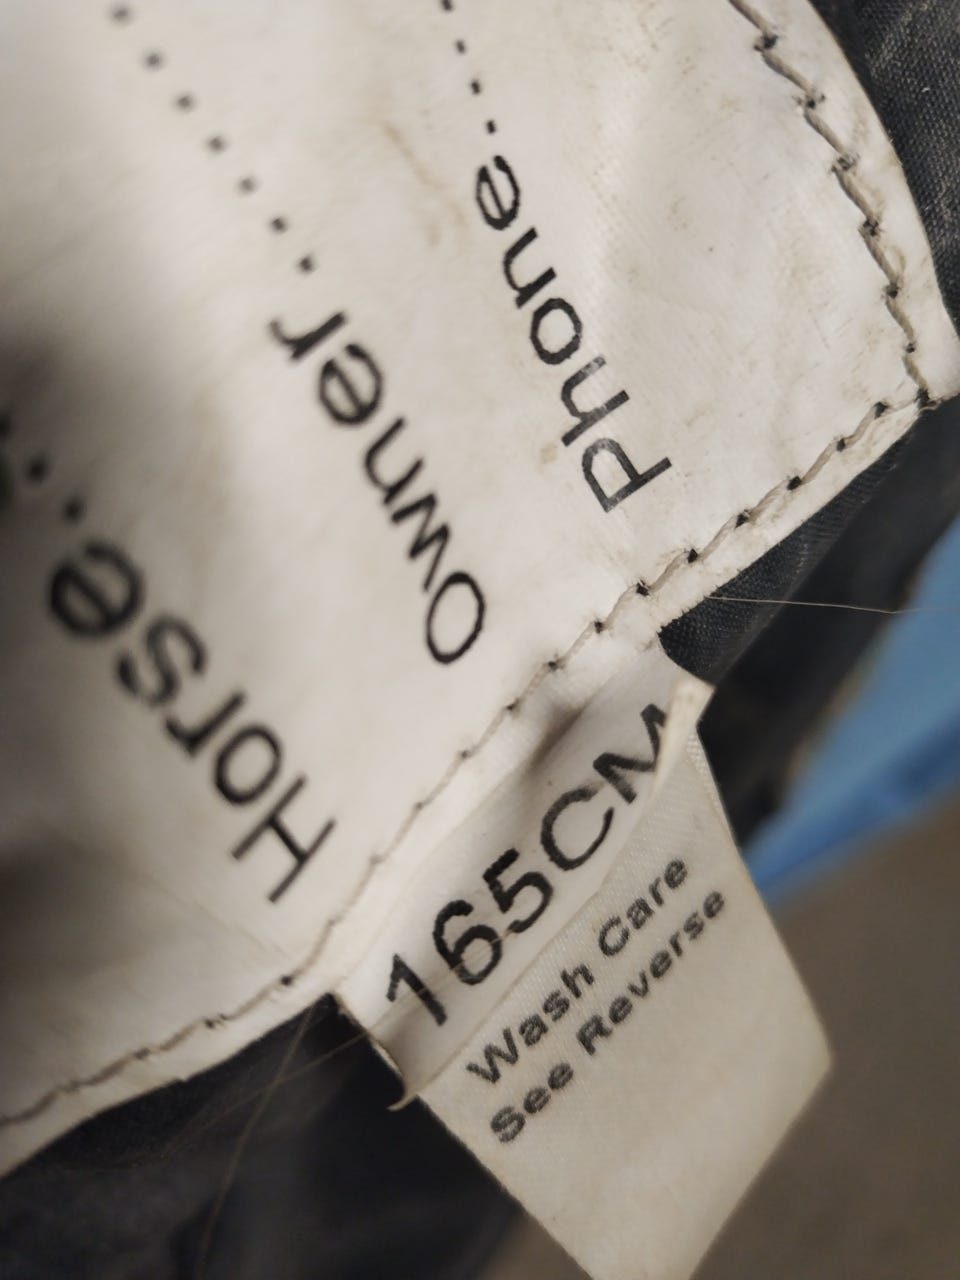 Horse.....
Owner.........
Phone.....
165CM
Wash Care
See Reverse